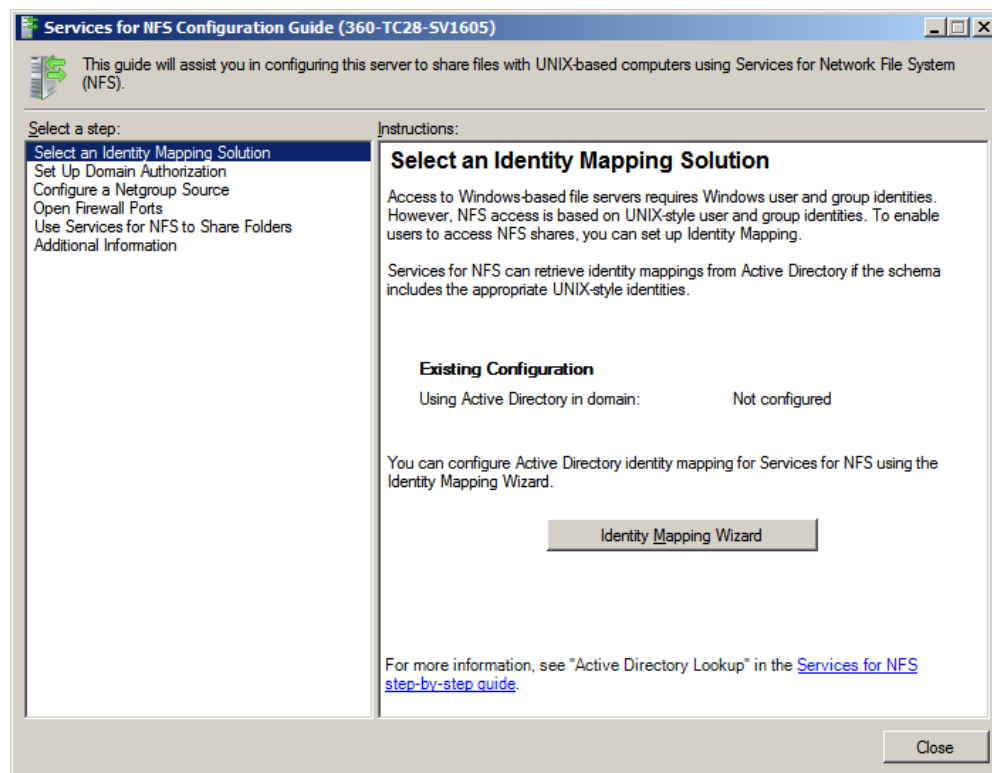 Services for NFS Configuration Guide (360-TC28-SV1605)
This guide will assist you in configuring this server to share files with UNIX-based computers using Services for Network File System
(NFS).
Select a step:
Select an Identity Mapping Solution
Set Up Domain Authorization
Configure a Netgroup Source
Open Firewall Ports
Use Services for NFS to Share Folders
Additional Information
Instructions:
Select an Identity Mapping Solution
Access to Windows-based file servers requires Windows user and group identities.
However, NFS access is based on UNIX-style user and group identities. To enable
users to access NFS shares, you can set up Identity Mapping.
Services for NFS can retrieve identity mappings from Active Directory if the schema
includes the appropriate UNIX-style identities.
Existing Configuration
Using Active Directory in domain: Not configured
You can configure Active Directory identity mapping for Services for NFS using the
Identity Mapping Wizard.
Identity Mapping Wizard
For more information, see "Active Directory Lookup" in the Services for NFS
step-by-step guide.
Close